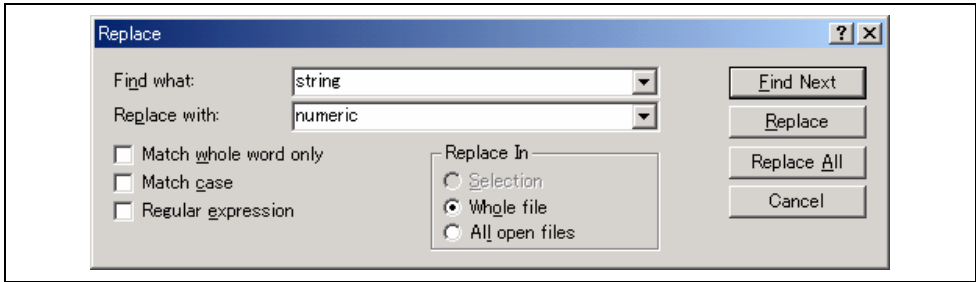 Replace
Find what: string Find Next
Replace with: numeric Replace
Match whole word only Replace In Replace All
Match case Selection Cancel
Regular expression Whole file
All open files